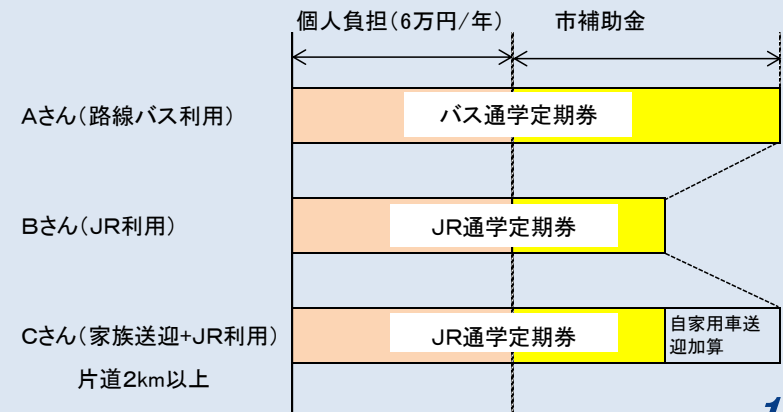 個人負担(6万円/年) 市補助金
Aさん(路線バス利用) バス通学定期券
Bさん(JR利用) JR通学定期券
Cさん(家族送迎+JR利用) JR通学定期券 自家用車送
迎加算
片道2km以上